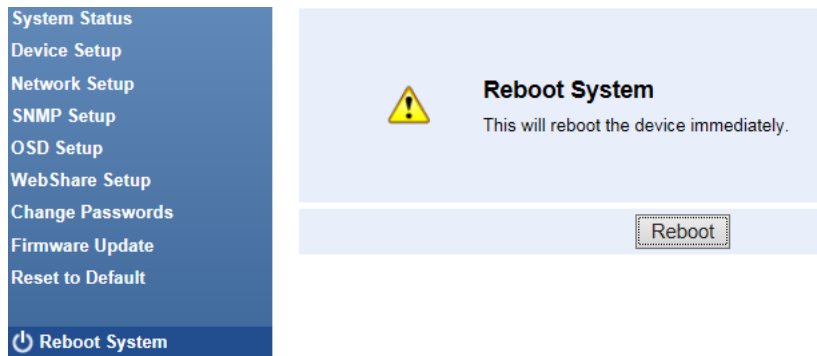 System Status
Device Setup
Network Setup
SNMP Setup
OSD Setup
WebShare Setup
Change Passwords
Firmware Update
Reset to Default
Reboot System
Reboot System
This will reboot the device immediately.
Reboot